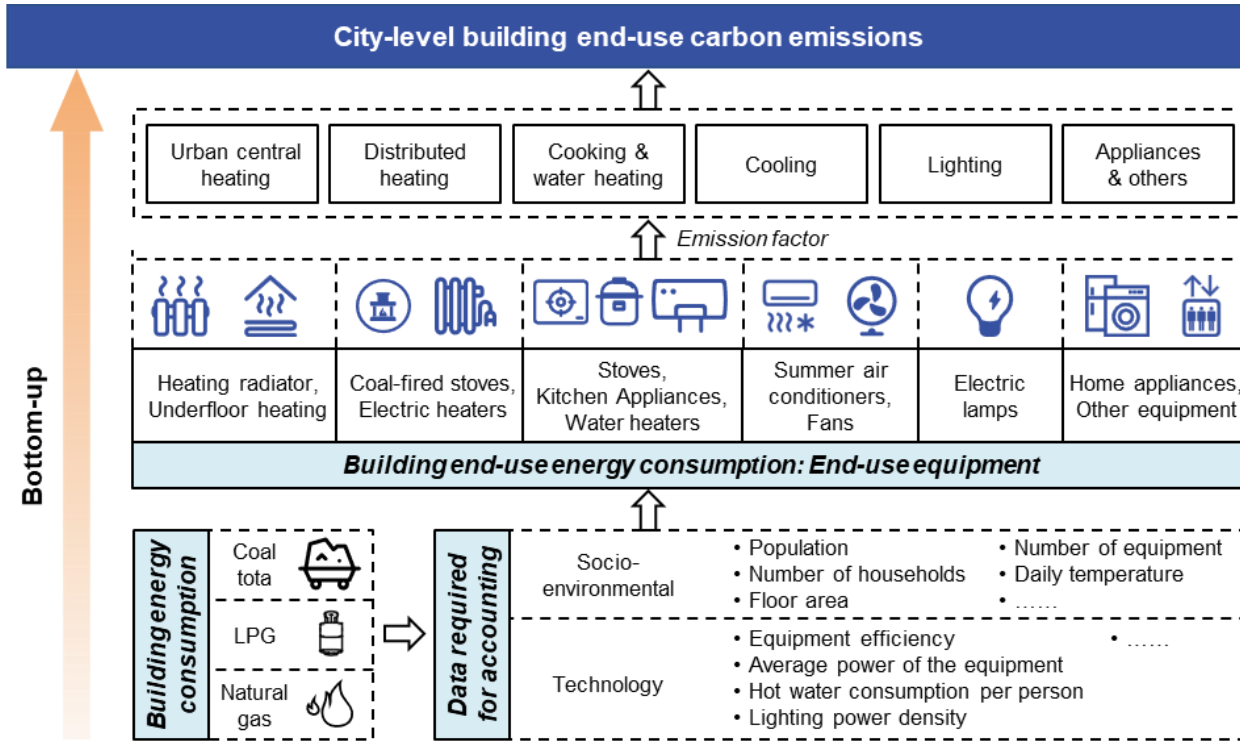 City-level building end-use carbon emissions
Bottom-up
Urban central
heating
Distributed
heating
Cooking &
water heating
Cooling
Lighting
Appliances
& others
Emission factor
Heating radiator,
Underfloor heating
Coal-fired stoves,
Electric heaters
Stoves,
Kitchen Appliances,
Water heaters
Summer air
conditioners,
Fans
Electric
lamps
Home appliances,
Other equipment
Building end-use energy consumption: End-use equipment
Building energy
consumption
Coal
tota
LPG
Natural
gas
Data required
for accounting
Socio-
environmental
• Population
• Number of households
• Floor area
• Number of equipment
• Daily temperature
• ……
Technology
• Equipment efficiency
• Average power of the equipment
• Hot water consumption per person
• Lighting power density
• ……